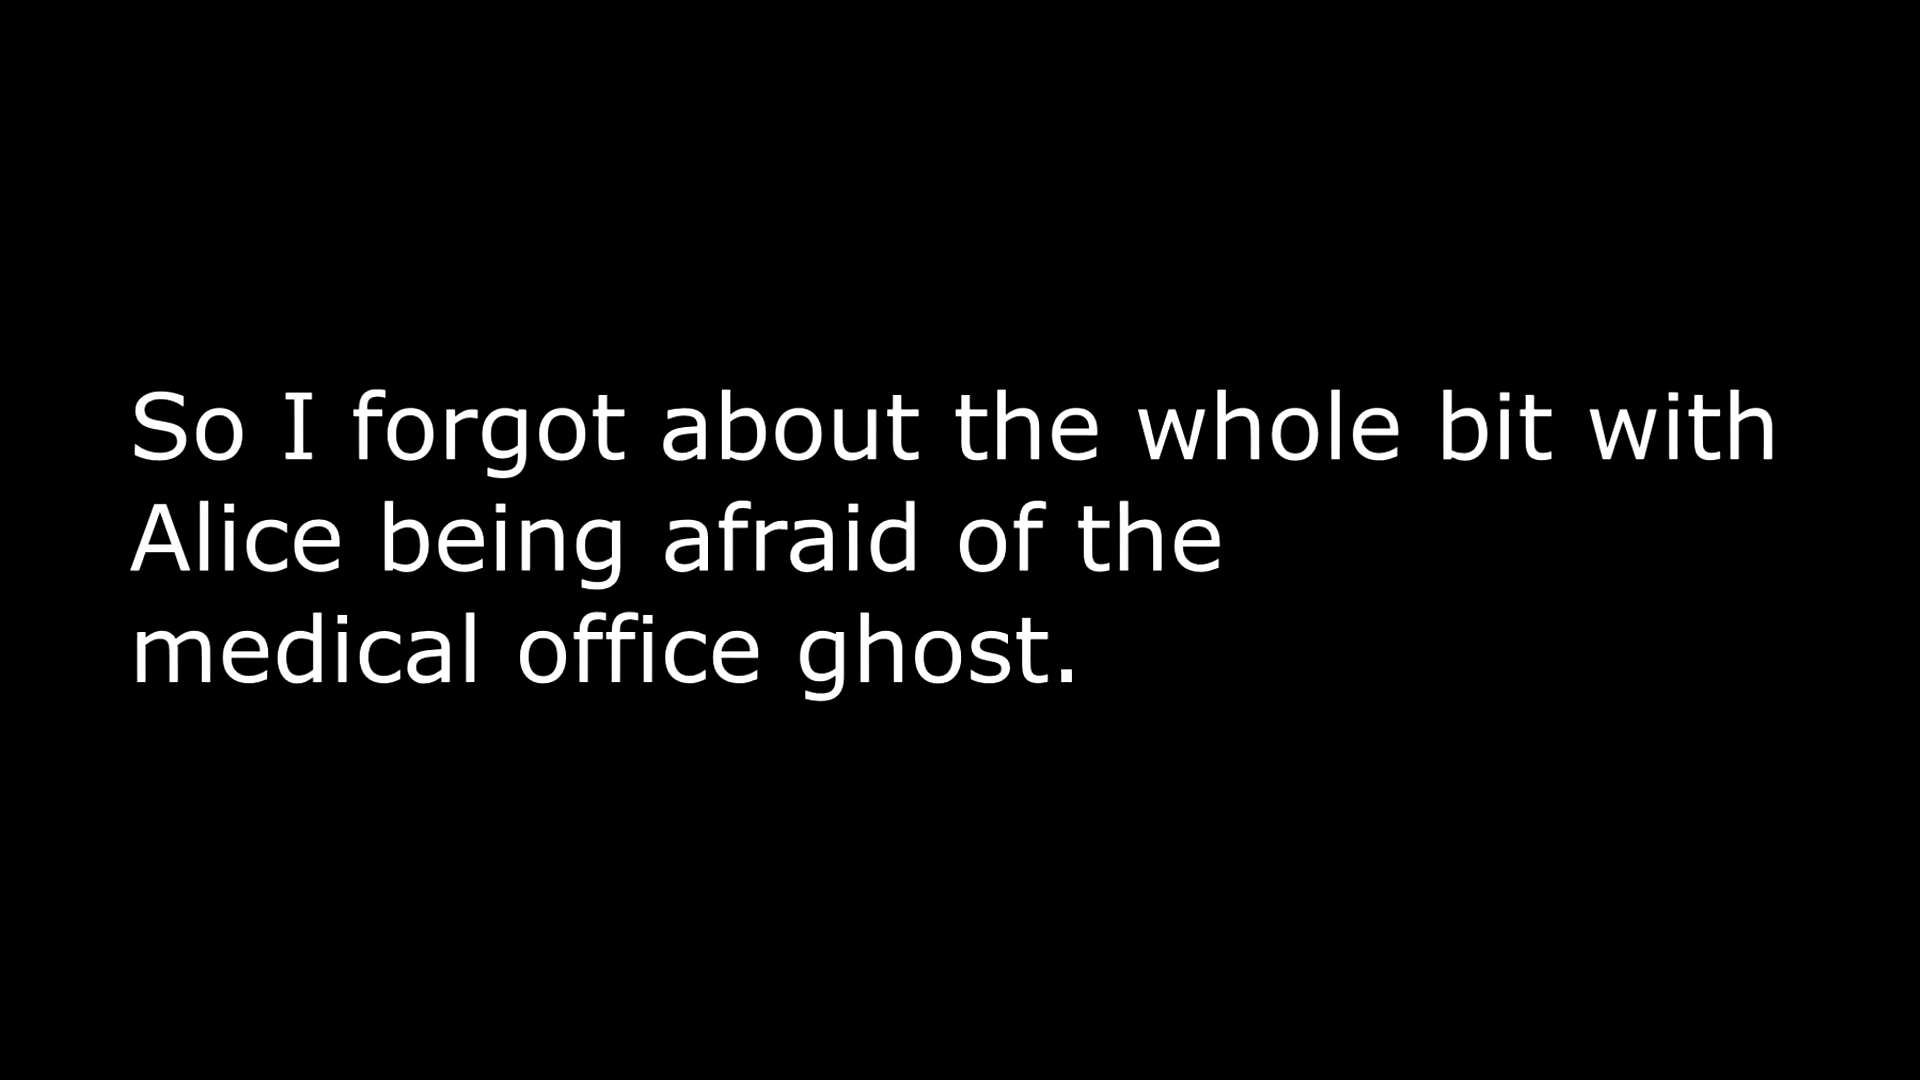 So I forgot about the whole bit with
Alice being afraid of the
medical office ghost.